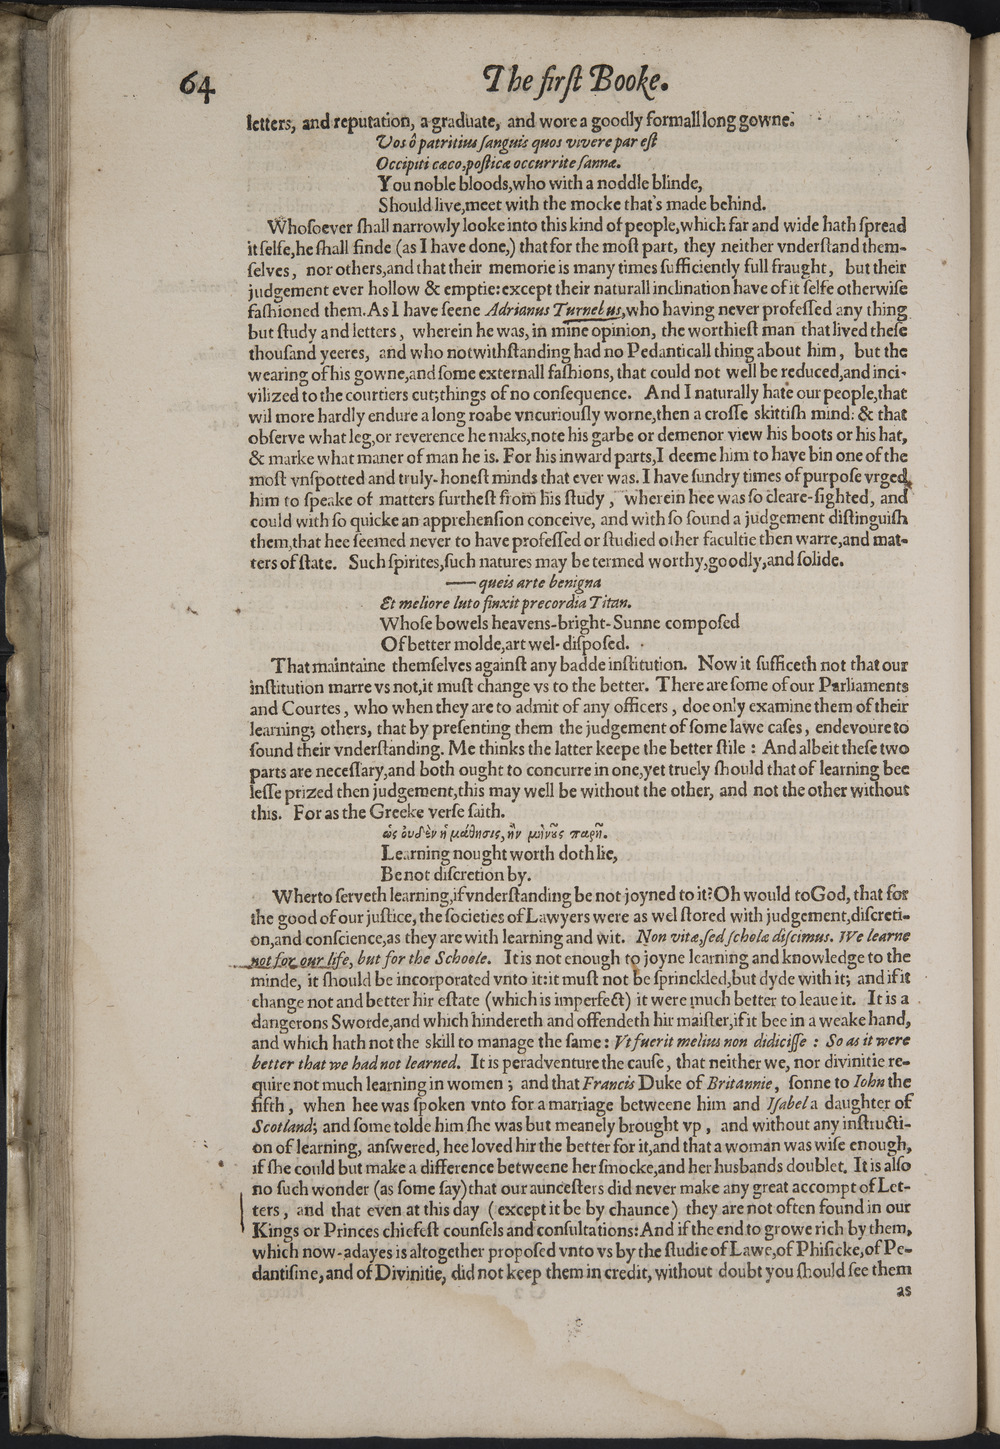 64
The firſt Booke.
letters, and reputation, a graduate, and wore a goodly formall long gowne.
Vos ô patritius ſanguis quos vivere par eſt
Occipiti cæco, poſticæ occurrite ſannæ.
You noble bloods, who with a noddle blinde,
Should live, meet with the mocke that's made behind.
Whoſoever ſhall narrowly looke into this kind of people, which far and wide hath ſpread
it ſelfe, he ſhall finde (as I have done,) that for the moſt part, they neither vnderſtand them-
ſelves, nor others, and that their memorie is many times ſufficiently full fraught, but their
judgement ever hollow & emptie: except their naturall inclination have of it ſelfe otherwiſe
faſhioned them. As I have ſeene Adrianus Turnebus, who having never profeſſed any thing
but ſtudy and letters, wherein he was, in mine opinion, the worthieſt man that lived theſe
thouſand yeeres, and who notwithſtanding had no Pedanticall thing about him, but the
wearing of his gowne, and ſome externall faſhions, that could not well be reduced, and inci-
vilized to the courtiers cut; things of no conſequence. And I naturally hate our people, that
wil more hardly endure a long roabe vncuriouſly worne, then a croſſe skittiſh mind: & that
obſerve what leg, or reverence he maks, note his garbe or demenor view his boots or his hat,
& marke what maner of man he is. For his inward parts, I deeme him to have bin one of the
moſt vnſpotted and truly-honeſt minds that ever was. I have ſundry times of purpoſe vrged
him to ſpeake of matters furtheſt from his ſtudy, wherein hee was ſo cleare-ſighted, and
could with ſo quicke an apprehenſion conceive, and with ſo ſound a judgement diſtinguiſh
them, that hee ſeemed never to have profeſſed or ſtudied other facultie then warre, and mat-
ters of ſtate. Such ſpirites, ſuch natures may be termed worthy, goodly, and ſolide.
—— queis arte benigna
Et meliore luto finxit precordia Titan.
Whoſe bowels heavens-bright-Sunne compoſed
Of better molde, art wel-diſpoſed.
That maintaine themſelves againſt any badde inſtitution. Now it ſufficeth not that our
inſtitution marre vs not, it muſt change vs to the better. There are ſome of our Parliaments
and Courtes, who when they are to admit of any officers, doe only examine them of their
learning; others, that by preſenting them the judgement of ſome lawe caſes, endevoure to
ſound their vnderſtanding. Me thinks the latter keepe the better ſtile: And albeit theſe two
parts are neceſſary, and both ought to concurre in one, yet truely ſhould that of learning bee
leſſe prized then judgement, this may well be without the other, and not the other without
this. For as the Greeke verſe ſaith.
ὡς οὐδὲν ἡ μάθησις, ἢν μὴ νοῦς παρῇ.
Learning nought worth doth lie,
Be not diſcretion by.
Wherto ſerveth learning, if vnderſtanding be not joyned to it? Oh would to God, that for
the good of our juſtice, the ſocieties of Lawyers were as wel ſtored with judgement, diſcreti-
on, and conſcience, as they are with learning and wit. Non vitæ, ſed ſcholæ diſcimus. We learne
not for our life, but for the Schoole. It is not enough to joyne learning and knowledge to the
minde, it ſhould be incorporated vnto it: it muſt not be ſprinckled, but dyde with it; and if it
change not and better hir eſtate (which is imperfect) it were much better to leaue it. It is a
dangerons Sworde, and which hindereth and offendeth hir maiſter, if it bee in a weake hand,
and which hath not the skill to manage the ſame: Vt fuerit melius non didiciſſe: So as it were
better that we had not learned. It is peradventure the cauſe, that neither we, nor divinitie re-
quire not much learning in women; and that Francis Duke of Britannie, ſonne to Iohn the
fifth, when hee was ſpoken vnto for a marriage betweene him and Iſabel a daughter of
Scotland; and ſome tolde him ſhe was but meanely brought vp, and without any inſtructi-
on of learning, anſwered, hee loved hir the better for it, and that a woman was wiſe enough,
if ſhe could but make a difference betweene her ſmocke, and her husbands doublet. It is alſo
no ſuch wonder (as ſome ſay) that our aunceſters did never make any great accompt of Let-
ters, and that even at this day (except it be by chaunce) they are not often found in our
Kings or Princes chiefeſt counſels and conſultations: And if the end to growe rich by them,
which now-adayes is altogether propoſed vnto vs by the ſtudie of Lawe, of Phiſicke, of Pe-
dantiſme, and of Divinitie, did not keep them in credit, without doubt you ſhould ſee them
as